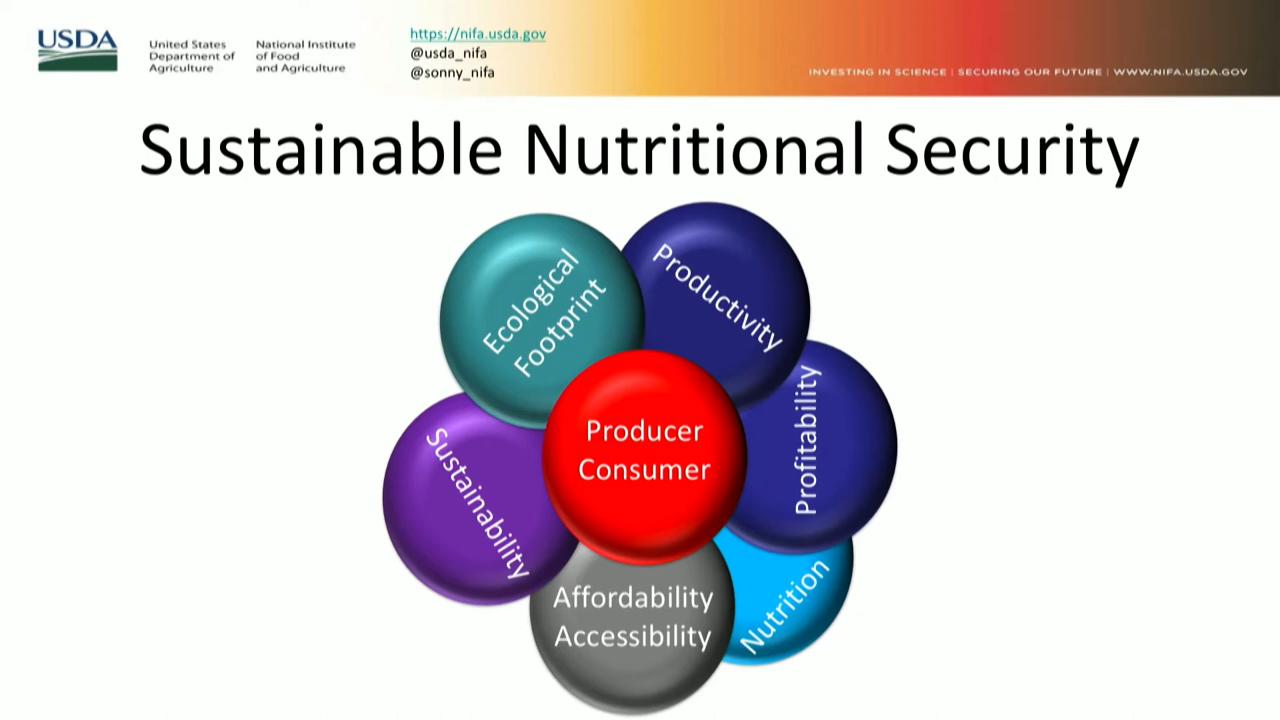 USDA
United States
Department of
Agriculture
National Institute
of Food
and Agriculture
https://nifa.usda.gov
@usda_nifa
@sonny_nifa
INVESTING IN SCIENCE | SECURING OUR FUTURE | WWW.NIFA.USDA.GOV
Sustainable Nutritional Security
Ecological
Footprint
Productivity
Producer
Consumer
Profitability
Sustainability
Affordability
Accessibility
Nutrition